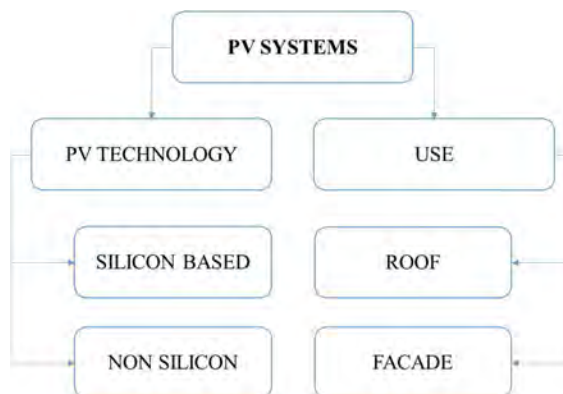 PV SYSTEMS
PV TECHNOLOGY
USE
SILICON BASED
ROOF
NON SILICON
FACADE